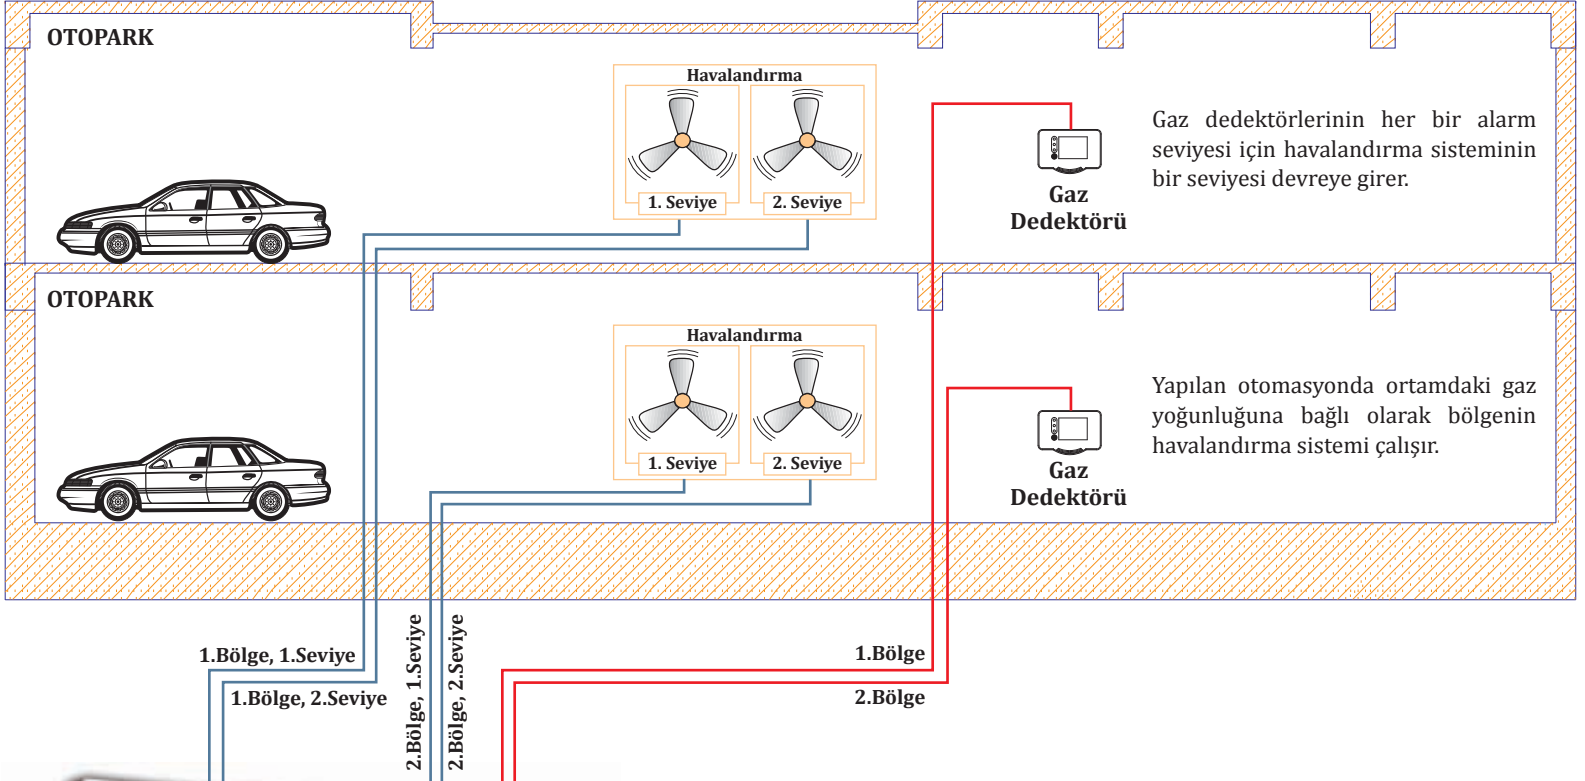 OTOPARK
Havalandırma
1. Seviye
2. Seviye
Gaz
Dedektörü
Gaz dedektörlerinin her bir alarm
seviyesi için havalandırma sisteminin
bir seviyesi devreye girer.
OTOPARK
Havalandırma
1. Seviye
2. Seviye
Gaz
Dedektörü
Yapılan otomasyonda ortamdaki gaz
yoğunluğuna bağlı olarak bölgenin
havalandırma sistemi çalışır.
1.Bölge, 1.Seviye
1.Bölge, 2.Seviye
2.Bölge, 1.Seviye
2.Bölge, 2.Seviye
1.Bölge
2.Bölge